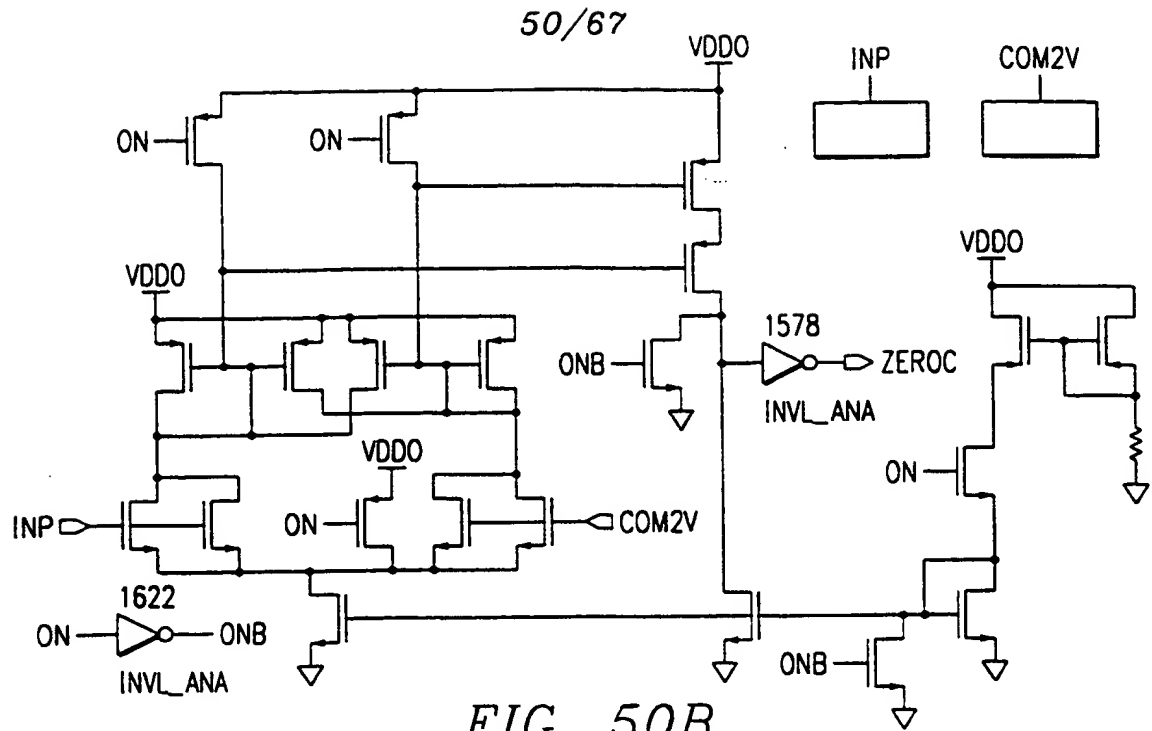 50/67
VDDO
INP
COM2V
ON
ON
VDDO
VDDO
1578
ONB
ZEROC
INVL_ANA
VDDO
ON
INP
ON
COM2V
1622
ON
ONB
ONB
INVL_ANA
FIG. 50B